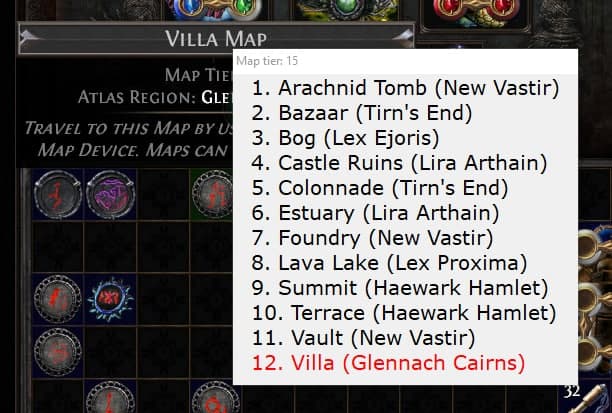 Villa Map
Map tier: 15
Map Tie
1. Arachnid Tomb (New Vastir)
Atlas Region: Gle
2. Bazaar (Tirn's End)
3. Bog (Lex Ejoris)
Travel to this Map by us
Map Device. Maps can
4. Castle Ruins (Lira Arthain)
5. Colonnade (Tirn's End)
6. Estuary (Lira Arthain)
7. Foundry (New Vastir)
8. Lava Lake (Lex Proxima)
9. Summit (Haewark Hamlet)
10. Terrace (Haewark Hamlet)
11. Vault (New Vastir)
12. Villa (Glennach Cairns)
32